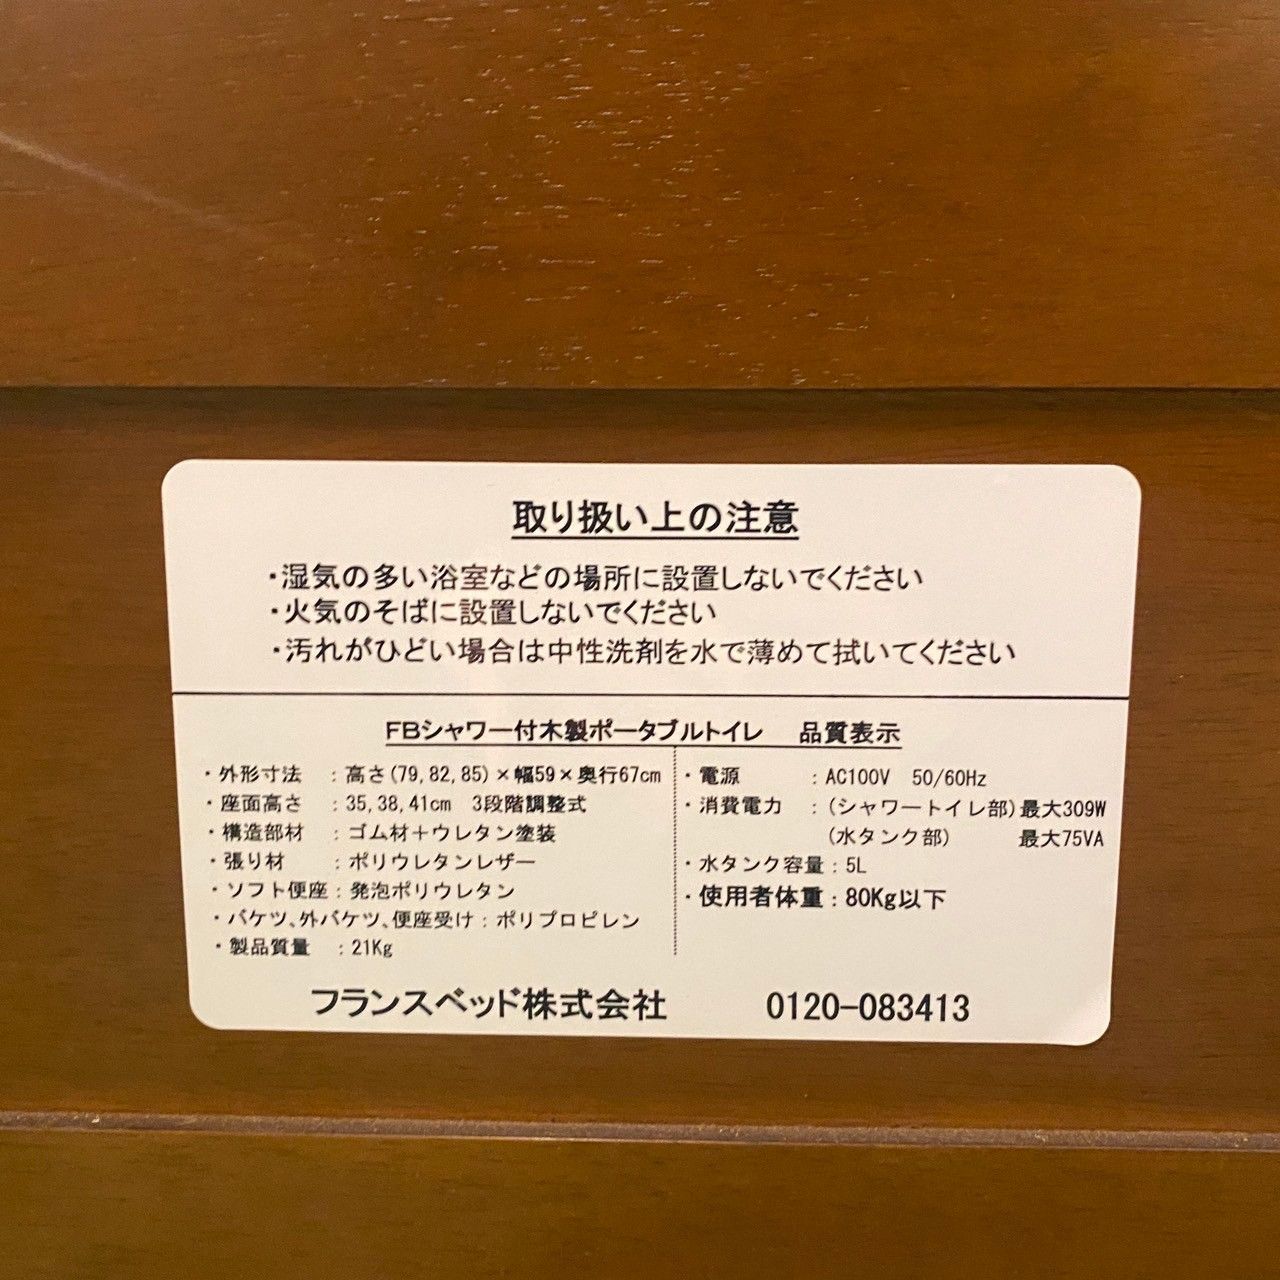 取り扱い上の注意
・湿気の多い浴室などの場所に設置しないでください
・火気のそばに設置しないでください
・汚れがひどい場合は中性洗剤を水で薄めて拭いてください
FBシャワー付木製ポータブルトイレ 品質表示
・外形寸法 : 高さ(79,82,85)×幅59×奥行67cm
・座面高さ : 35,38,41cm 3段階調整式
・構造部材 : ゴム材+ウレタン塗装
・張り材 : ポリウレタンレザー
・ソフト便座 : 発泡ポリウレタン
・バケツ、外バケツ、便座受け : ポリプロピレン
・製品質量 : 21Kg
・電源 : AC100V 50/60Hz
・消費電力 : (シャワートイレ部)最大309W
(水タンク部) 最大75VA
・水タンク容量 : 5L
・使用者体重 : 80Kg以下
フランスベッド株式会社 0120-083413